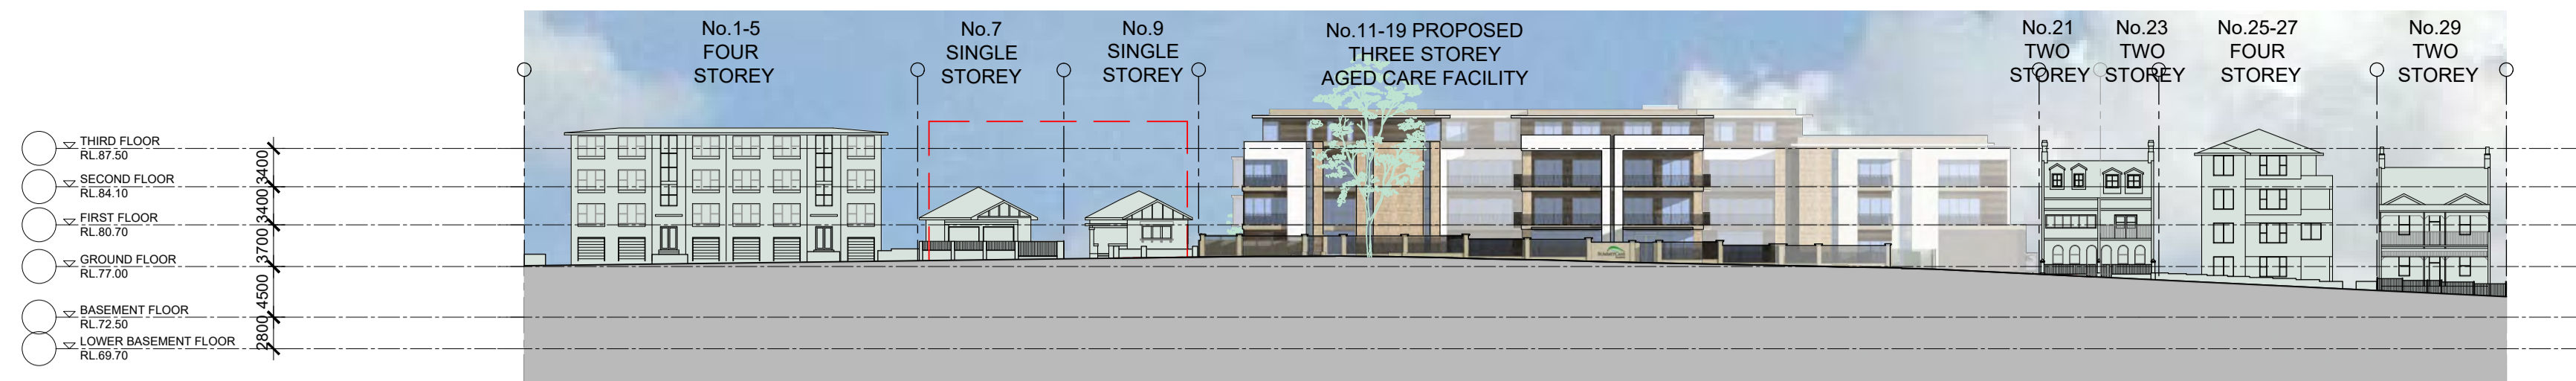 No.1-5
FOUR
STOREY
No.7
SINGLE
STOREY
No.9
SINGLE
STOREY
No.11-19 PROPOSED
THREE STOREY
AGED CARE FACILITY
No.21
TWO
STOREY
No.23
TWO
STOREY
No.25-27
FOUR
STOREY
No.29
TWO
STOREY
THIRD FLOOR
RL.87.50
3400
SECOND FLOOR
RL.84.10
3400
FIRST FLOOR
RL.80.70
3700
GROUND FLOOR
RL.77.00
4500
BASEMENT FLOOR
RL.72.50
2800
LOWER BASEMENT FLOOR
RL.69.70